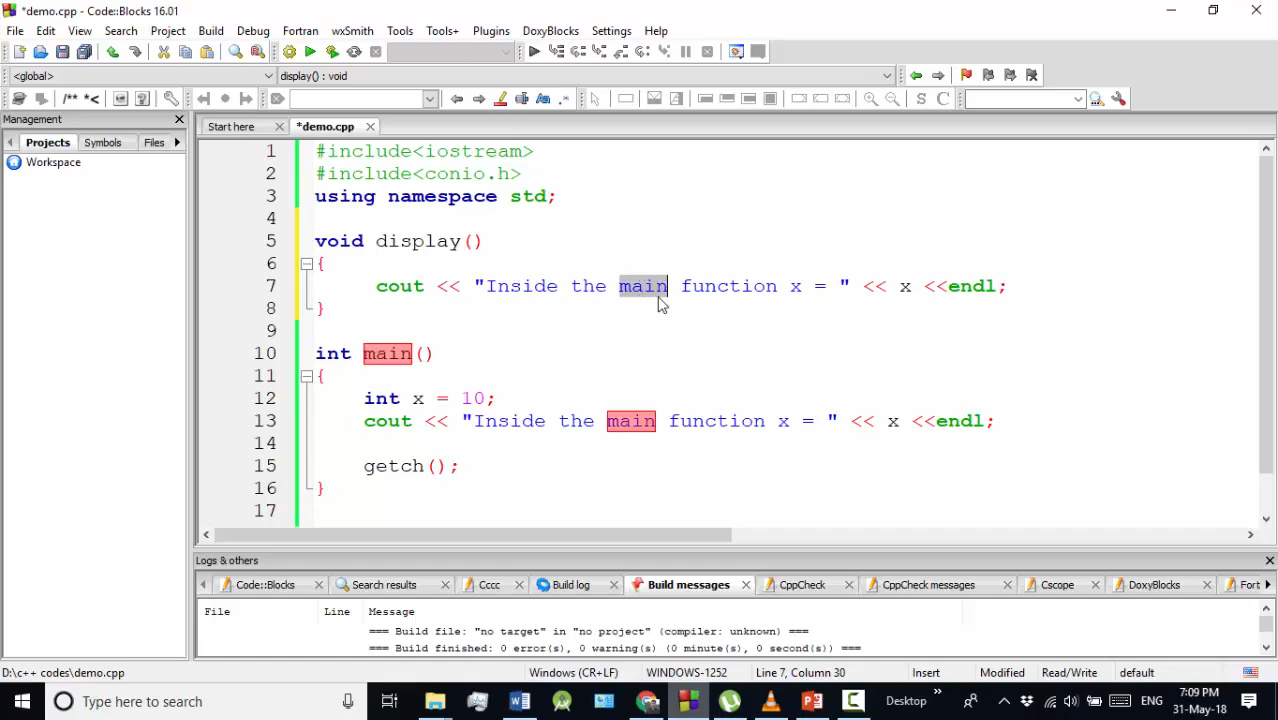 *demo.cpp - Code::Blocks 16.01
File Edit View Search Project Build Debug Fortran wxSmith Tools Tools+ Plugins DoxyBlocks Settings Help
<global> display() : void
/** *<
S C
Management
Start here *demo.cpp
Projects Symbols Files
Workspace
1 #include<iostream>
2 #include<conio.h>
3 using namespace std;
4
5 void display()
6 {
7 cout << "Inside the main function x = " << x <<endl;
8 }
9
10 int main()
11 {
12 int x = 10;
13 cout << "Inside the main function x = " << x <<endl;
14
15 getch();
16 }
17
Logs & others
Code::Blocks Search results Cccc Build log Build messages CppCheck CppCheck messages Cscope DoxyBlocks Fort
File Line Message
=== Build file: "no target" in "no project" (compiler: unknown) ===
=== Build finished: 0 error(s), 0 warning(s) (0 minute(s), 0 second(s)) ===
D:\c++ codes\demo.cpp Windows (CR+LF) WINDOWS-1252 Line 7, Column 30 Insert Modified Read/Write default
Type here to search
Desktop
ENG
7:09 PM
31-May-18